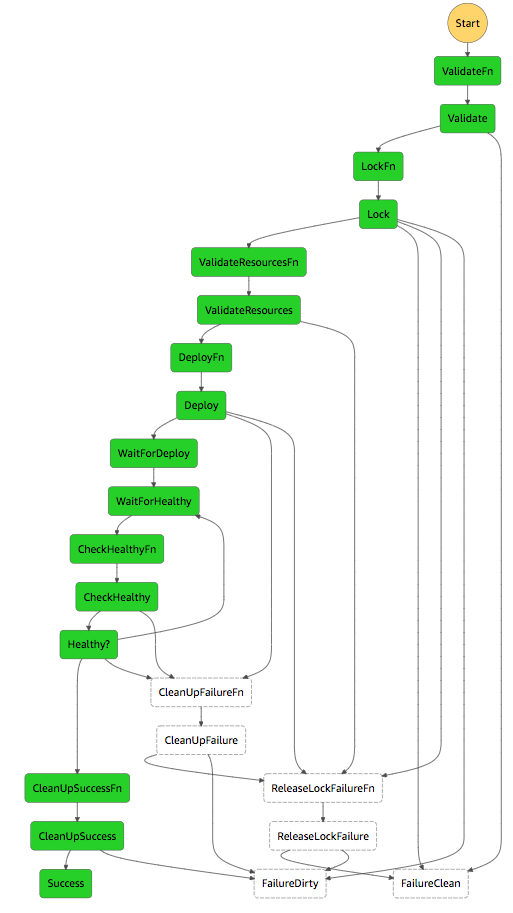 Start
ValidateFn
Validate
LockFn
Lock
ValidateResourcesFn
ValidateResources
DeployFn
Deploy
WaitForDeploy
WaitForHealthy
CheckHealthyFn
CheckHealthy
Healthy?
CleanUpFailureFn
CleanUpFailure
CleanUpSuccessFn
ReleaseLockFailureFn
CleanUpSuccess
ReleaseLockFailure
Success
FailureDirty
FailureClean